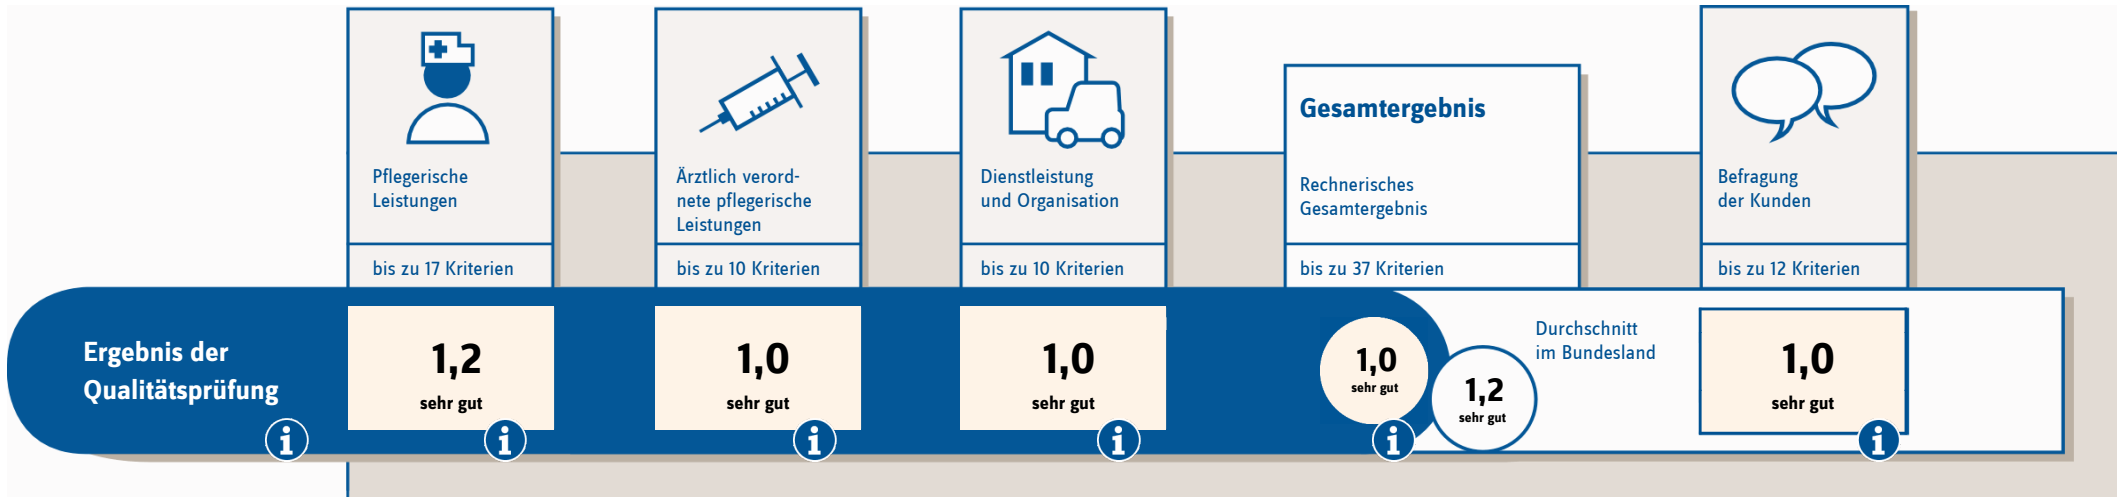 Pflegerische
Leistungen
bis zu 17 Kriterien
Ärztlich verord-
nete pflegerische
Leistungen
bis zu 10 Kriterien
Dienstleistung
und Organisation
bis zu 10 Kriterien
Gesamtergebnis
Rechnerisches
Gesamtergebnis
bis zu 37 Kriterien
Befragung
der Kunden
bis zu 12 Kriterien
Ergebnis der
Qualitätsprüfung
i
1,2
sehr gut
i
1,0
sehr gut
i
1,0
sehr gut
i
1,0
sehr gut
i
1,2
sehr gut
Durchschnitt
im Bundesland
1,0
sehr gut
i